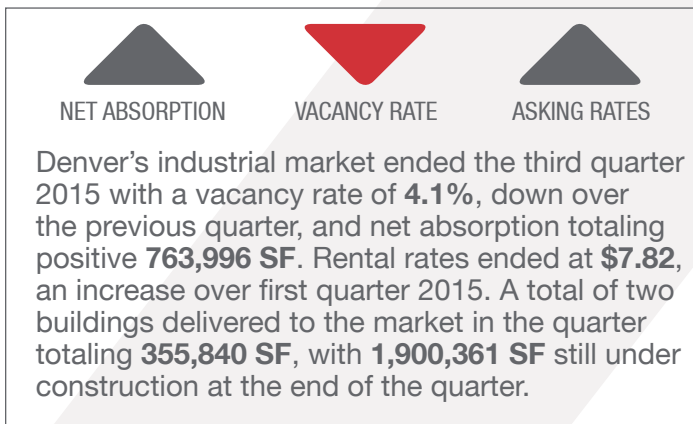 NET ABSORPTION VACANCY RATE ASKING RATES
Denver’s industrial market ended the third quarter
2015 with a vacancy rate of 4.1%, down over
the previous quarter, and net absorption totaling
positive 763,996 SF. Rental rates ended at $7.82,
an increase over first quarter 2015. A total of two
buildings delivered to the market in the quarter
totaling 355,840 SF, with 1,900,361 SF still under
construction at the end of the quarter.